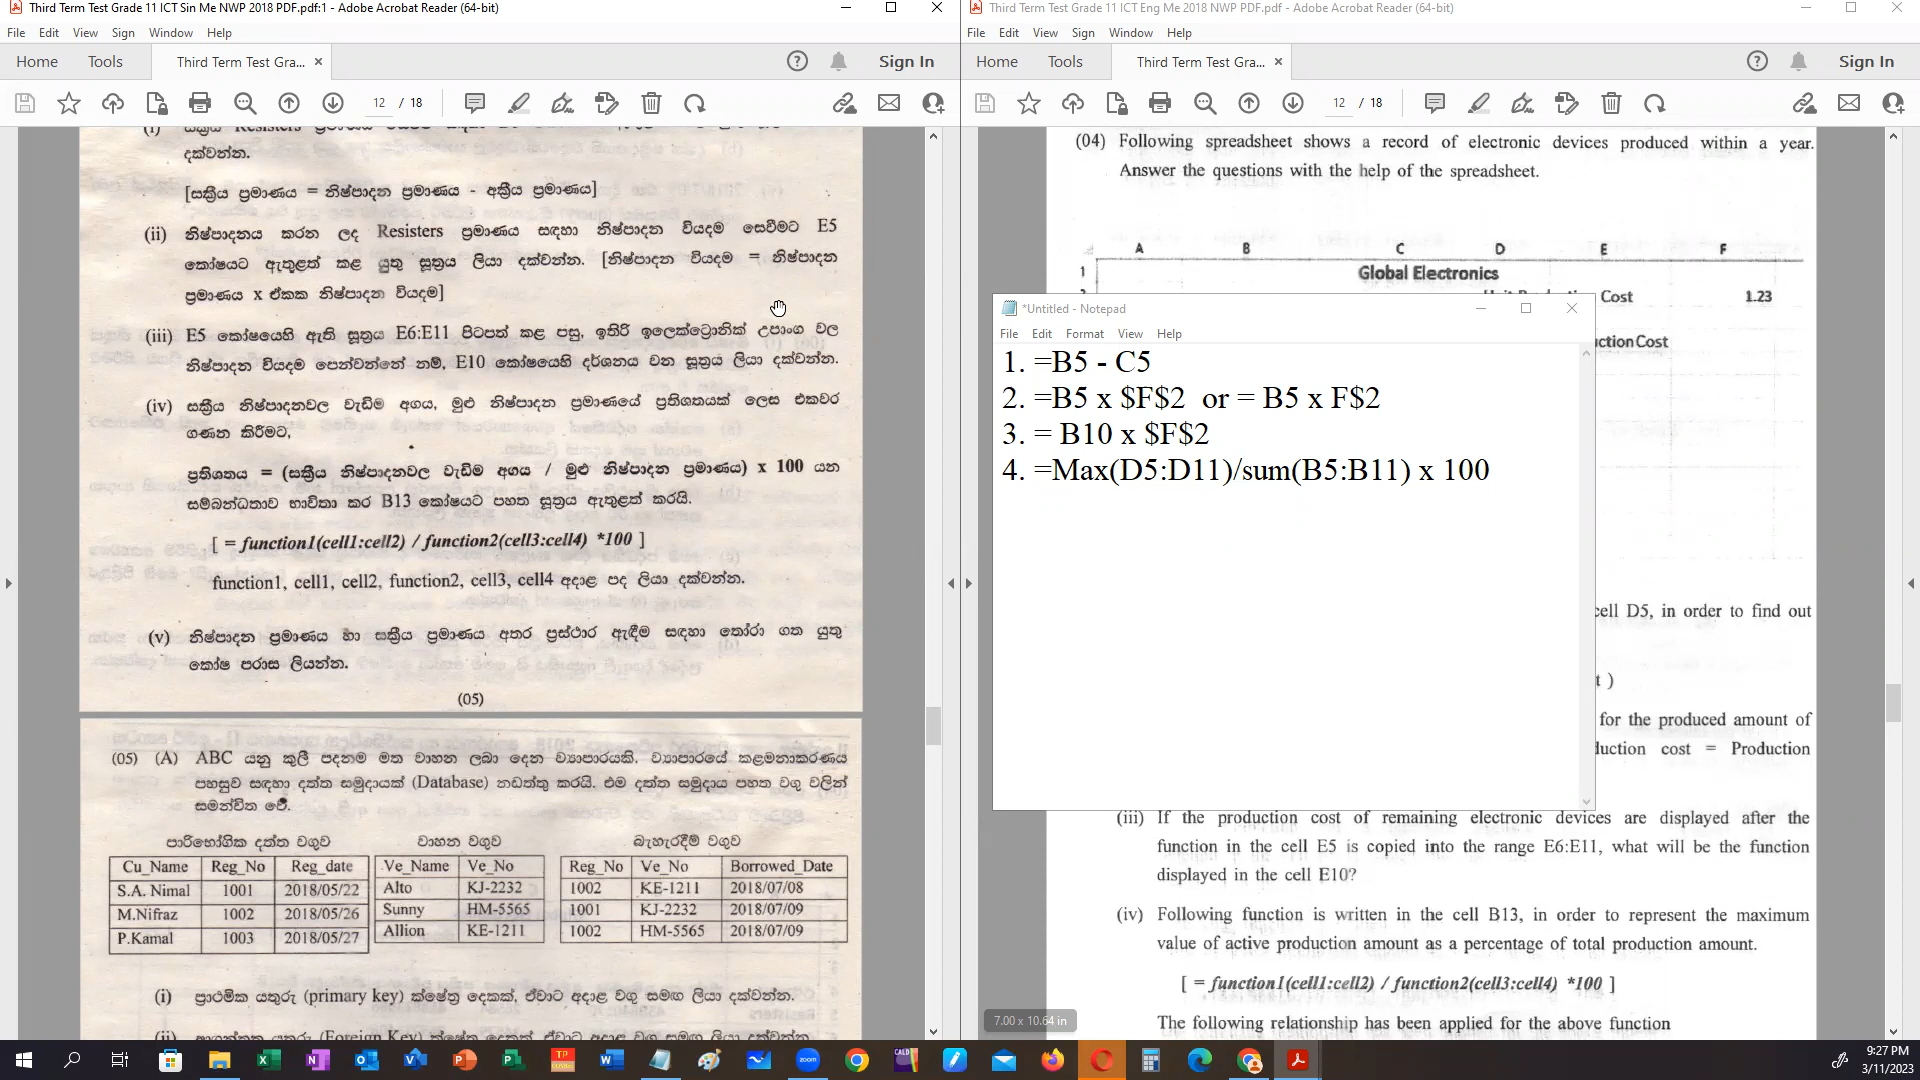 Third Term Test Grade 11 ICT Sin Me NWP 2018 PDF.pdf:1 - Adobe Acrobat Reader (64-bit)
File Edit View Sign Window Help
Home Tools Third Term Test Gra... × Sign In
12 / 18
දක්වන්න.
[සක්‍රීය ප්‍රමාණය = නිෂ්පාදන ප්‍රමාණය - අක්‍රීය ප්‍රමාණය]
(ii) නිෂ්පාදනය කරන ලද Resisters ප්‍රමාණය සඳහා නිෂ්පාදන වියදම සෙවීමට E5
කෝෂයට ඇතුළත් කළ යුතු සූත්‍රය ලියා දක්වන්න. [නිෂ්පාදන වියදම = නිෂ්පාදන
ප්‍රමාණය x ඒකක නිෂ්පාදන වියදම]
(iii) E5 කෝෂයෙහි ඇති සූත්‍රය E6:E11 පිටපත් කළ පසු, ඉතිරි ඉලෙක්ට්‍රොනික් උපාංග වල
නිෂ්පාදන වියදම පෙන්වන්නේ නම්, E10 කෝෂයෙහි දර්ශනය වන සූත්‍රය ලියා දක්වන්න.
(iv) සක්‍රීය නිෂ්පාදනවල වැඩිම අගය, මුළු නිෂ්පාදන ප්‍රමාණයේ ප්‍රතිශතයක් ලෙස එකවර
ගණන කිරීමට,
ප්‍රතිශතය = (සක්‍රීය නිෂ්පාදනවල වැඩිම අගය / මුළු නිෂ්පාදන ප්‍රමාණය) x 100 යන
සම්බන්ධතාව භාවිතා කර B13 කෝෂයට පහත සූත්‍රය ඇතුළත් කරයි.
[ = function1(cell1:cell2) / function2(cell3:cell4) *100 ]
function1, cell1, cell2, function2, cell3, cell4 අදාළ පද ලියා දක්වන්න.
(v) නිෂ්පාදන ප්‍රමාණය හා සක්‍රීය ප්‍රමාණය අතර ප්‍රස්ථාර ඇඳීම සඳහා තෝරා ගත යුතු
කෝෂ පරාස ලියන්න.
(05)
(05) (A) ABC යනු කුලී පදනම මත වාහන ලබා දෙන ව්‍යාපාරයකි. ව්‍යාපාරයේ කළමනාකරණය
පහසුව සඳහා දත්ත සමුදායක් (Database) නඩත්තු කරයි. එම දත්ත සමුදාය පහත වගු වලින්
සමන්විත වේ.
පාරිභෝගික දත්ත වගුව වාහන වගුව බැහැරදීම් වගුව
Cu_Name Reg_No Reg_date Ve_Name Ve_No Reg_No Ve_No Borrowed_Date
S.A. Nimal 1001 2018/05/22 Alto KJ-2232 1002 KE-1211 2018/07/08
M.Nifraz 1002 2018/05/26 Sunny HM-5565 1001 KJ-2232 2018/07/09
P.Kamal 1003 2018/05/27 Allion KE-1211 1002 HM-5565 2018/07/09
(i) ප්‍රාථමික යතුරු (primary key) ක්ෂේත්‍ර දෙකක්, ඒවාට අදාළ වගු සමඟ ලියා දක්වන්න.
(ii) ආගන්තුක යතුරු (Foreign Key) ක්ෂේත්‍ර දෙකක් ඒවාට අදාළ වගු සමඟ ලියා දක්වන්න.
Third Term Test Grade 11 ICT Eng Me 2018 NWP PDF.pdf - Adobe Acrobat Reader (64-bit)
File Edit View Sign Window Help
Home Tools Third Term Test Gra... × Sign In
12 / 18
(04) Following spreadsheet shows a record of electronic devices produced within a year.
Answer the questions with the help of the spreadsheet.
A B C D E F
1 Global Electronics
Cost 1.23
ction Cost
*Untitled - Notepad
File Edit Format View Help
1. =B5 - C5
2. =B5 x $F$2 or = B5 x F$2
3. = B10 x $F$2
4. =Max(D5:D11)/sum(B5:B11) x 100
cell D5, in order to find out
t )
for the produced amount of
duction cost = Production
(iii) If the production cost of remaining electronic devices are displayed after the
function in the cell E5 is copied into the range E6:E11, what will be the function
displayed in the cell E10?
(iv) Following function is written in the cell B13, in order to represent the maximum
value of active production amount as a percentage of total production amount.
[ = function1(cell1:cell2) / function2(cell3:cell4) *100 ]
The following relationship has been applied for the above function
7.00 x 10.64 in
9:27 PM
3/11/2023